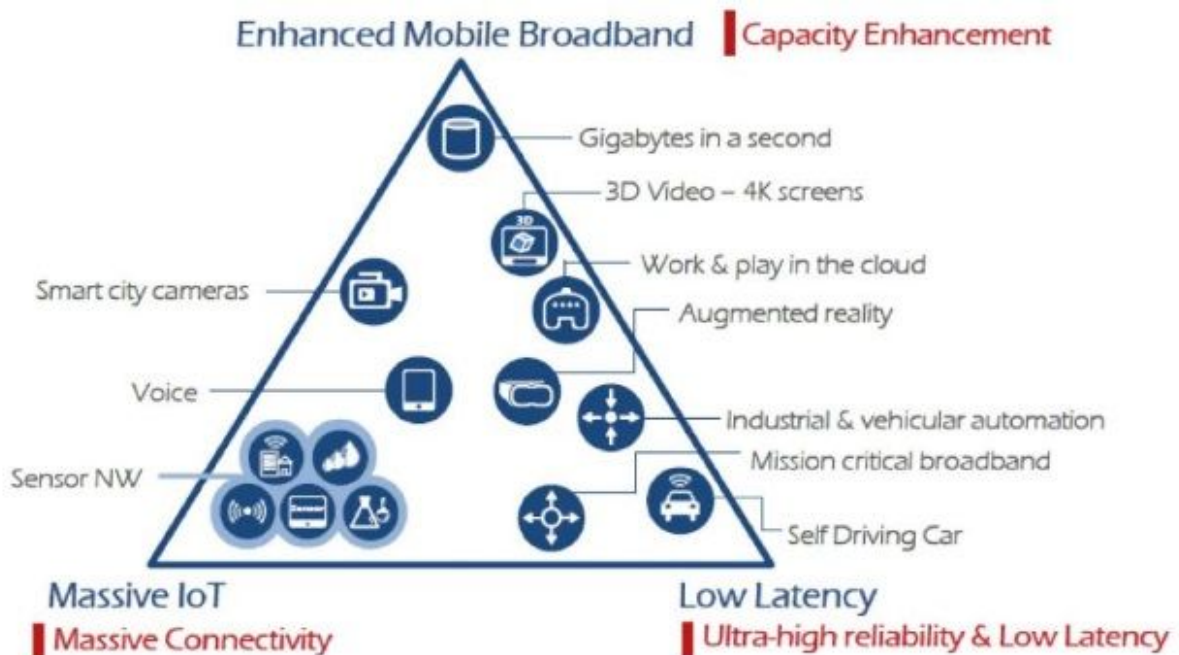 Enhanced Mobile Broadband
Capacity Enhancement
Gigabytes in a second
3D Video – 4K screens
3D
Work & play in the cloud
Smart city cameras
Augmented reality
Voice
Industrial & vehicular automation
Mission critical broadband
Sensor NW
Sensor
Self Driving Car
Massive IoT
Massive Connectivity
Low Latency
Ultra-high reliability & Low Latency